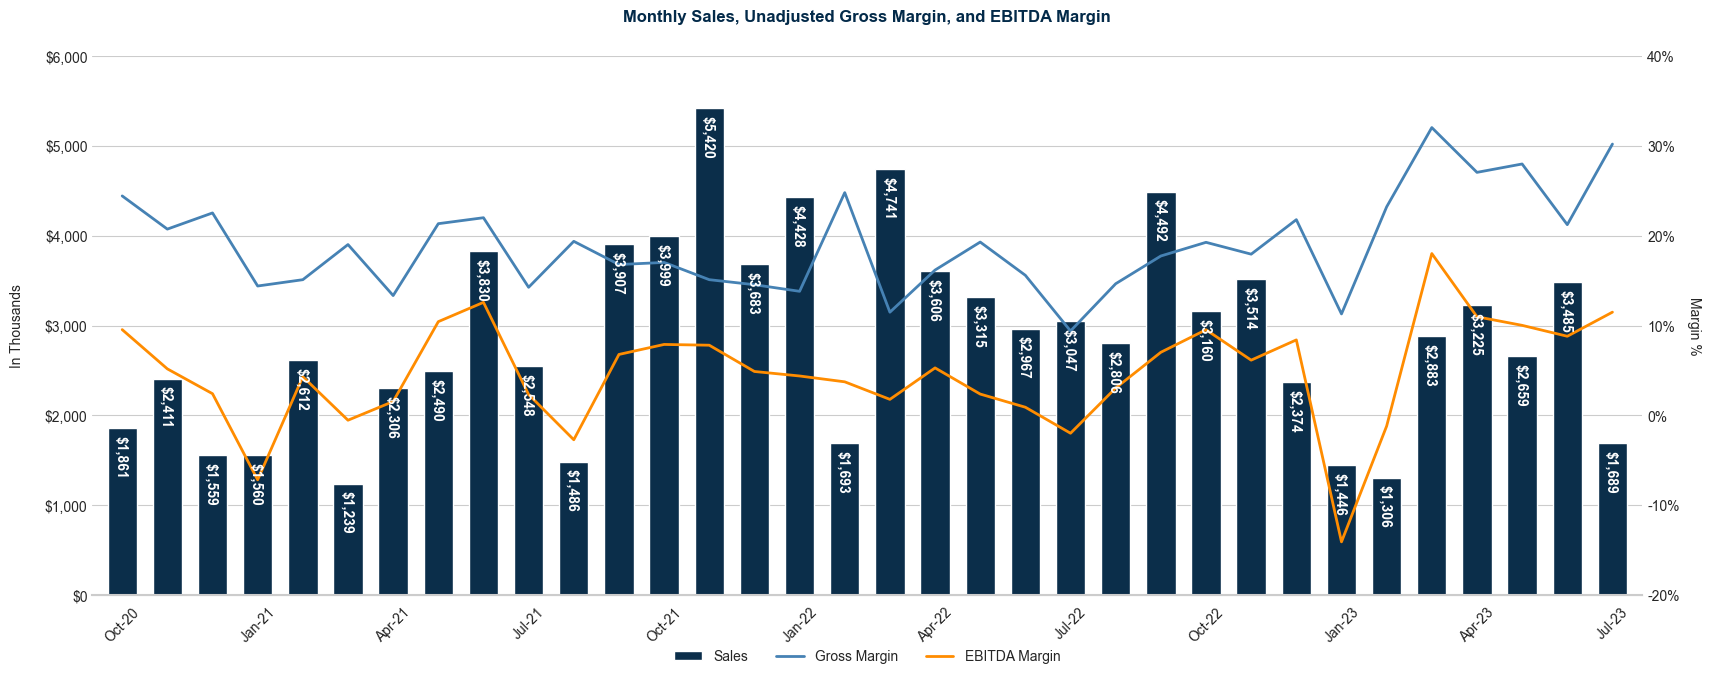 Monthly Sales, Unadjusted Gross Margin, and EBITDA Margin
$6,000
$5,000
$4,000
$3,000
$2,000
$1,000
$0
In Thousands
40%
30%
20%
10%
0%
-10%
-20%
Margin %
$1,861
$2,411
$1,559
$1,560
$2,612
$1,239
$2,306
$2,490
$3,830
$2,548
$1,486
$3,907
$3,999
$5,420
$3,683
$4,428
$1,693
$4,741
$3,606
$3,315
$2,967
$3,047
$2,806
$4,492
$3,160
$3,514
$2,374
$1,446
$1,306
$2,883
$3,225
$2,659
$3,485
$1,689
Oct-20
Jan-21
Apr-21
Jul-21
Oct-21
Jan-22
Apr-22
Jul-22
Oct-22
Jan-23
Apr-23
Jul-23
Sales
Gross Margin
EBITDA Margin